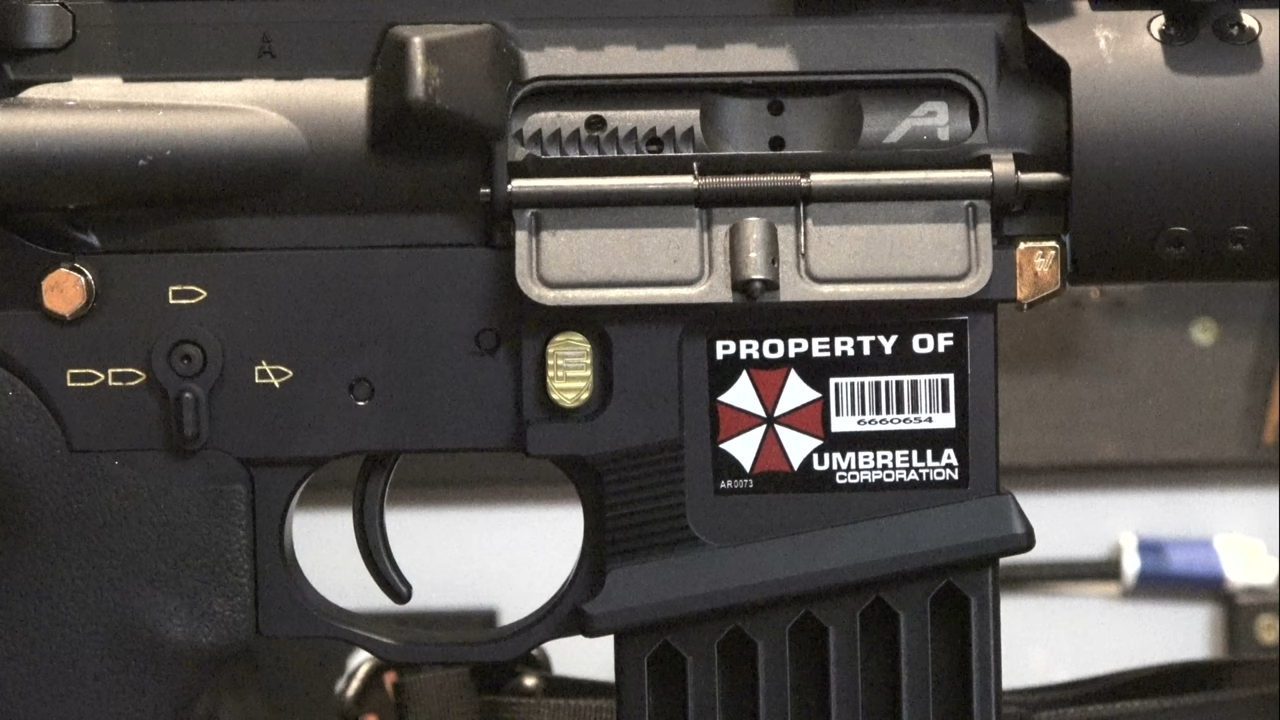 PROPERTY OF
6660654
UMBRELLA
CORPORATION
AR0073